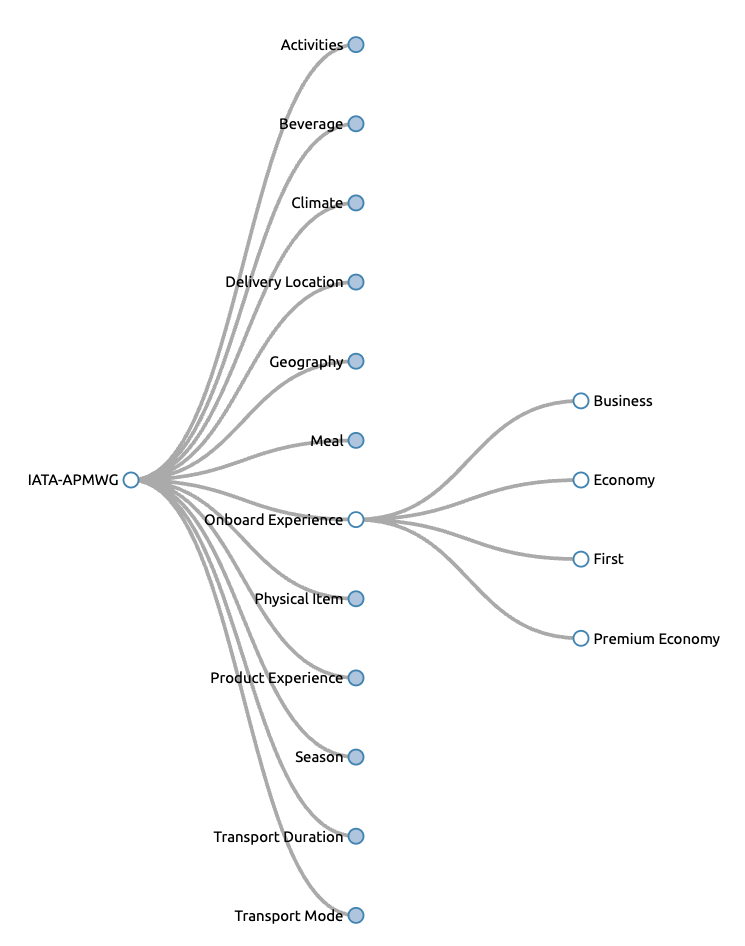 Activities
Beverage
Climate
Delivery Location
Geography
Business
Meal
IATA-APMWG
Economy
Onboard Experience
First
Physical Item
Premium Economy
Product Experience
Season
Transport Duration
Transport Mode